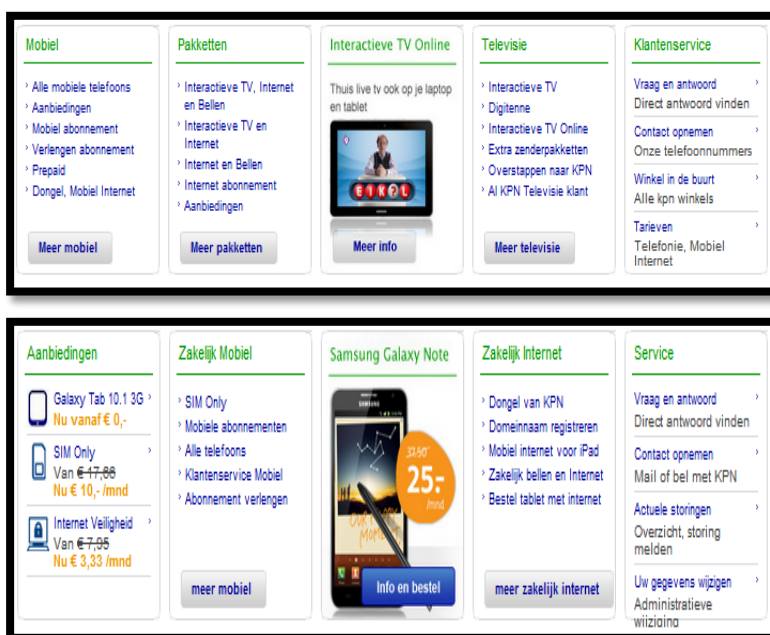 Mobiel
Alle mobiele telefoons
Aanbiedingen
Mobiel abonnement
Verlengen abonnement
Prepaid
Dongel, Mobiel Internet
Meer mobiel
Pakketten
Interactieve TV, Internet
en Bellen
Interactieve TV en
Internet
Internet en Bellen
Internet abonnement
Aanbiedingen
Meer pakketten
Interactieve TV Online
Thuis live tv ook op je laptop
en tablet
EIKEL
Meer info
Televisie
Interactieve TV
Digitenne
Interactieve TV Online
Extra zenderpakketten
Overstappen naar KPN
Al KPN Televisie klant
Meer televisie
Klantenservice
Vraag en antwoord
Direct antwoord vinden
Contact opnemen
Onze telefoonnummers
Winkel in de buurt
Alle kpn winkels
Tarieven
Telefonie, Mobiel
Internet
Aanbiedingen
Galaxy Tab 10.1 3G
Nu vanaf € 0,-
SIM Only
Van € 17,66
Nu € 10,- /mnd
Internet Veiligheid
Van € 7,95
Nu € 3,33 /mnd
Zakelijk Mobiel
SIM Only
Mobiele abonnementen
Alle telefoons
Klantenservice Mobiel
Abonnement verlengen
meer mobiel
Samsung Galaxy Note
SAMSUNG
37.50
25.-
/mnd
MOMENT
Info en bestel
Zakelijk Internet
Dongel van KPN
Domeinnaam registreren
Mobiel internet voor iPad
Zakelijk bellen en Internet
Bestel tablet met internet
meer zakelijk internet
Service
Vraag en antwoord
Direct antwoord vinden
Contact opnemen
Mail of bel met KPN
Actuele storingen
Overzicht, storing
melden
Uw gegevens wijzigen
Administratieve
wijziging